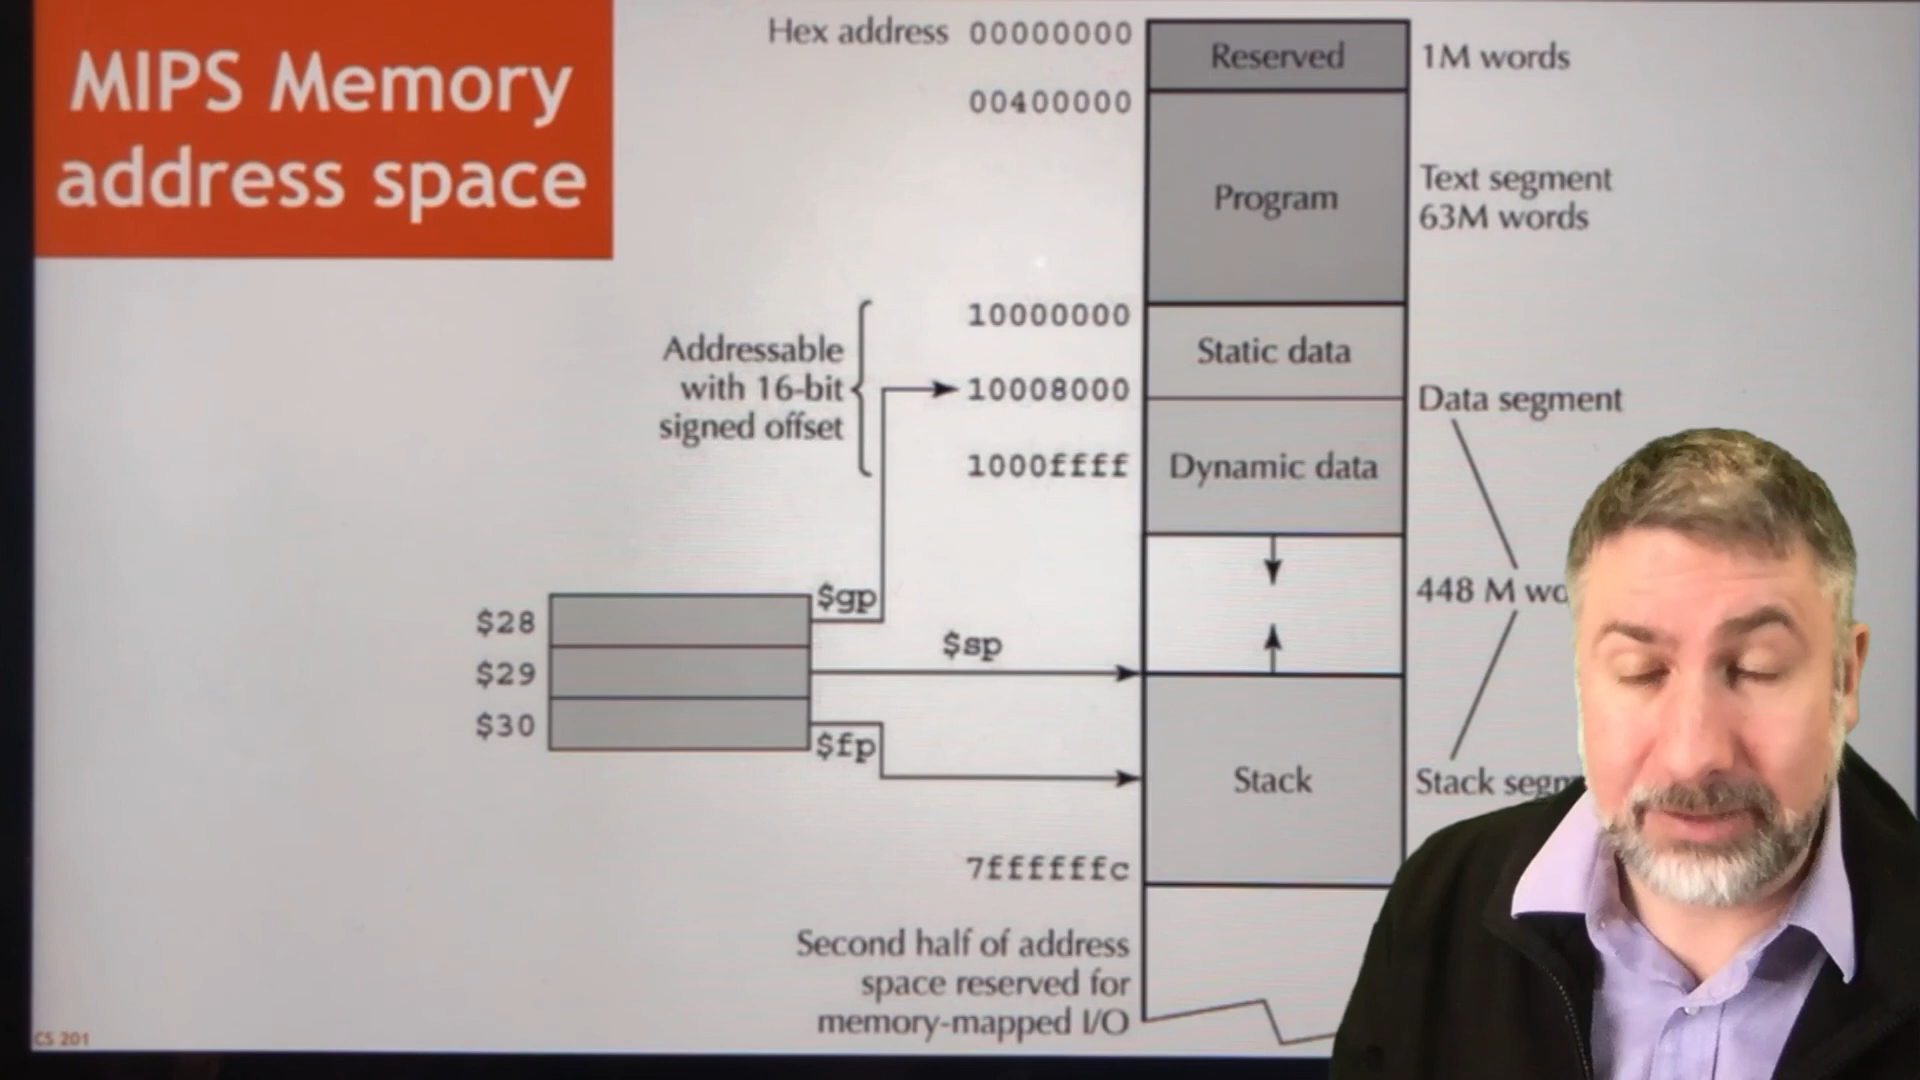 MIPS Memory
address space
Hex address 00000000
Reserved
1M words
00400000
Program
Text segment
63M words
10000000
Static data
Addressable
with 16-bit
signed offset
10008000
Data segment
1000ffff
Dynamic data
$gp
448 M
$28
$sp
$29
$30
$fp
Stack
Stack
7ffffffc
Second half of address
space reserved for
memory-mapped I/O
CS 201